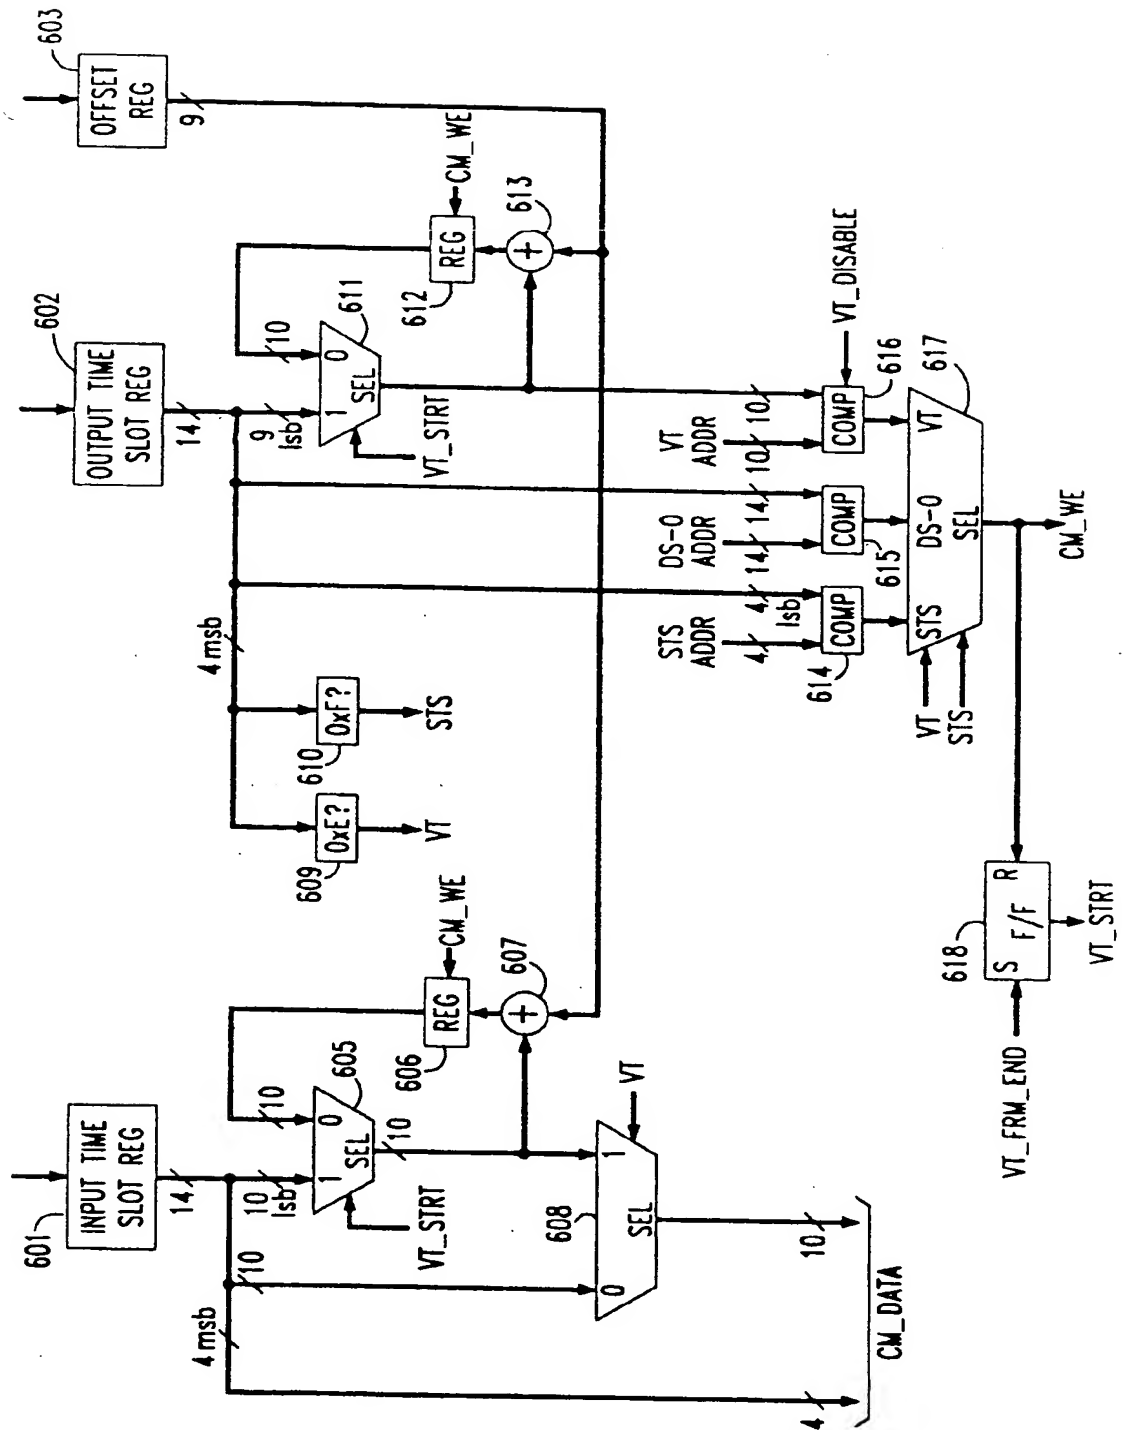 601
INPUT TIME
SLOT REG
602
OUTPUT TIME
SLOT REG
603
OFFSET
REG
14
14
9
4 msb
10
10
lsb
10
1
0
SEL
605
VT_STRT
10
REG
606
CM_WE
+
607
0
1
SEL
608
VT
4
10
CM_DATA
4 msb
0xE?
609
VT
0xF?
610
STS
9
lsb
10
1
0
SEL
611
VT_STRT
REG
612
CM_WE
+
613
STS
ADDR
4
4
lsb
COMP
614
DS-0
ADDR
14
14
COMP
615
VT
ADDR
10
10
COMP
616
VT_DISABLE
STS
DS-0
VT
SEL
617
VT
STS
CM_WE
VT_FRM_END
S
R
F/F
618
VT_STRT